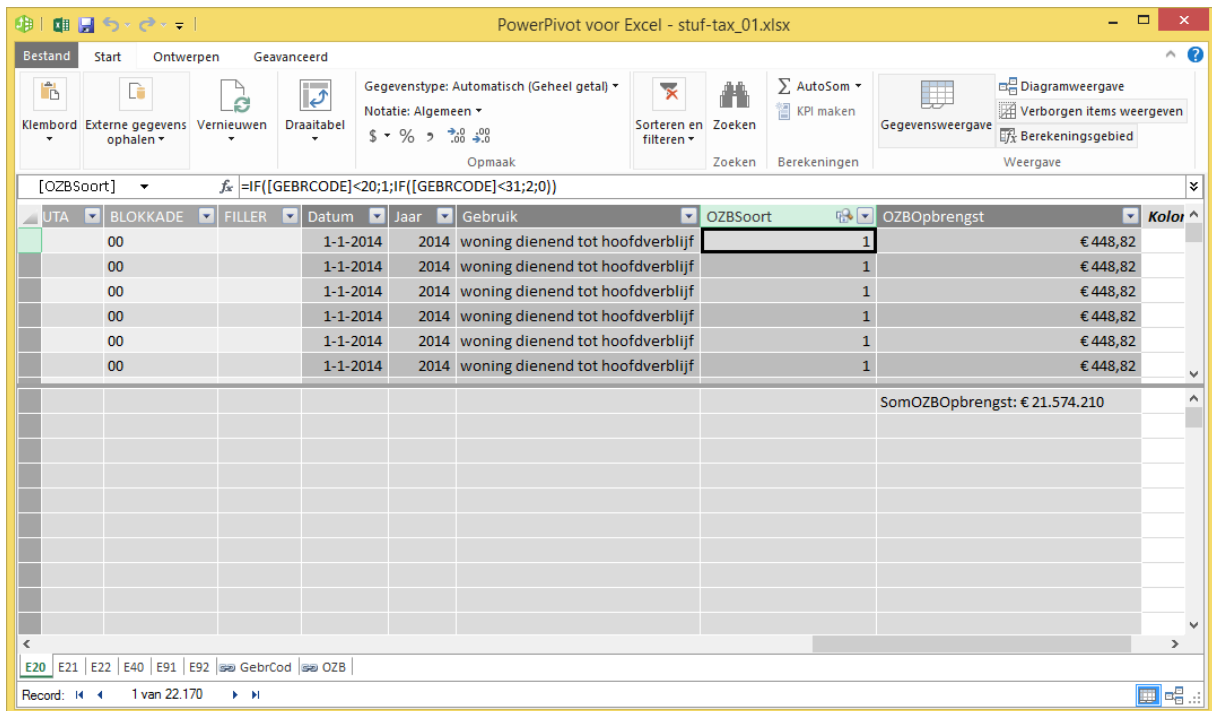 PowerPivot voor Excel - stuf-tax_01.xlsx
Bestand Start Ontwerpen Geavanceerd
Klembord
Externe gegevens ophalen
Vernieuwen
Draaitabel
Gegevenstype: Automatisch (Geheel getal)
Notatie: Algemeen
$ % 9 ,00 ,00 ,0
Opmaak
Sorteren en filteren
Zoeken
Zoeken
∑ AutoSom
KPI maken
Berekeningen
Gegevensweergave
Diagramweergave
Verborgen items weergeven
Berekeningsgebied
Weergave
[OZBSoort] fx =IF([GEBRCODE]<20;1;IF([GEBRCODE]<31;2;0))
UTA BLOKKADE FILLER Datum Jaar Gebruik OZBSoort OZBOpbrengst Kolor
00 1-1-2014 2014 woning dienend tot hoofdverblijf 1 € 448,82
00 1-1-2014 2014 woning dienend tot hoofdverblijf 1 € 448,82
00 1-1-2014 2014 woning dienend tot hoofdverblijf 1 € 448,82
00 1-1-2014 2014 woning dienend tot hoofdverblijf 1 € 448,82
00 1-1-2014 2014 woning dienend tot hoofdverblijf 1 € 448,82
00 1-1-2014 2014 woning dienend tot hoofdverblijf 1 € 448,82
SomOZBOpbrengst: € 21.574.210
E20 E21 E22 E40 E91 E92 GebrCod OZB
Record: 1 van 22.170